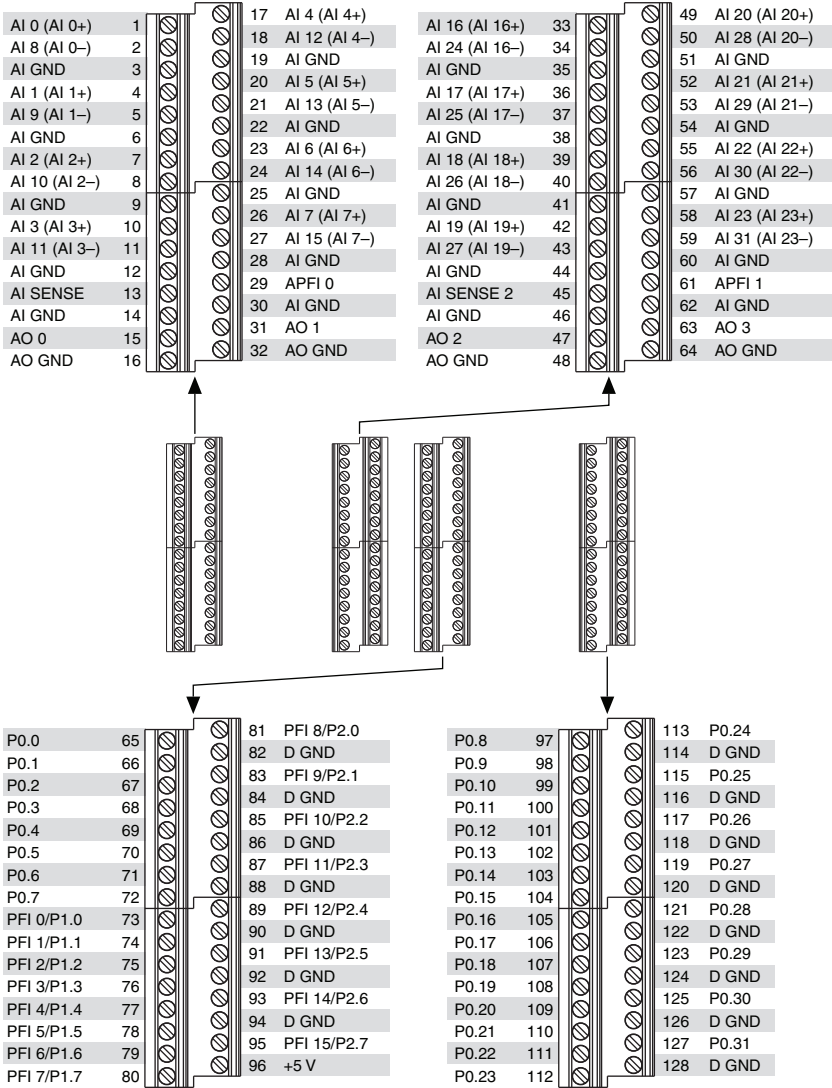 AI 0 (AI 0+) 1
AI 8 (AI 0–) 2
AI GND 3
AI 1 (AI 1+) 4
AI 9 (AI 1–) 5
AI GND 6
AI 2 (AI 2+) 7
AI 10 (AI 2–) 8
AI GND 9
AI 3 (AI 3+) 10
AI 11 (AI 3–) 11
AI GND 12
AI SENSE 13
AI GND 14
AO 0 15
AO GND 16
17 AI 4 (AI 4+)
18 AI 12 (AI 4–)
19 AI GND
20 AI 5 (AI 5+)
21 AI 13 (AI 5–)
22 AI GND
23 AI 6 (AI 6+)
24 AI 14 (AI 6–)
25 AI GND
26 AI 7 (AI 7+)
27 AI 15 (AI 7–)
28 AI GND
29 APFI 0
30 AI GND
31 AO 1
32 AO GND
AI 16 (AI 16+) 33
AI 24 (AI 16–) 34
AI GND 35
AI 17 (AI 17+) 36
AI 25 (AI 17–) 37
AI GND 38
AI 18 (AI 18+) 39
AI 26 (AI 18–) 40
AI GND 41
AI 19 (AI 19+) 42
AI 27 (AI 19–) 43
AI GND 44
AI SENSE 2 45
AI GND 46
AO 2 47
AO GND 48
49 AI 20 (AI 20+)
50 AI 28 (AI 20–)
51 AI GND
52 AI 21 (AI 21+)
53 AI 29 (AI 21–)
54 AI GND
55 AI 22 (AI 22+)
56 AI 30 (AI 22–)
57 AI GND
58 AI 23 (AI 23+)
59 AI 31 (AI 23–)
60 AI GND
61 APFI 1
62 AI GND
63 AO 3
64 AO GND
P0.0 65
P0.1 66
P0.2 67
P0.3 68
P0.4 69
P0.5 70
P0.6 71
P0.7 72
PFI 0/P1.0 73
PFI 1/P1.1 74
PFI 2/P1.2 75
PFI 3/P1.3 76
PFI 4/P1.4 77
PFI 5/P1.5 78
PFI 6/P1.6 79
PFI 7/P1.7 80
81 PFI 8/P2.0
82 D GND
83 PFI 9/P2.1
84 D GND
85 PFI 10/P2.2
86 D GND
87 PFI 11/P2.3
88 D GND
89 PFI 12/P2.4
90 D GND
91 PFI 13/P2.5
92 D GND
93 PFI 14/P2.6
94 D GND
95 PFI 15/P2.7
96 +5 V
P0.8 97
P0.9 98
P0.10 99
P0.11 100
P0.12 101
P0.13 102
P0.14 103
P0.15 104
P0.16 105
P0.17 106
P0.18 107
P0.19 108
P0.20 109
P0.21 110
P0.22 111
P0.23 112
113 P0.24
114 D GND
115 P0.25
116 D GND
117 P0.26
118 D GND
119 P0.27
120 D GND
121 P0.28
122 D GND
123 P0.29
124 D GND
125 P0.30
126 D GND
127 P0.31
128 D GND